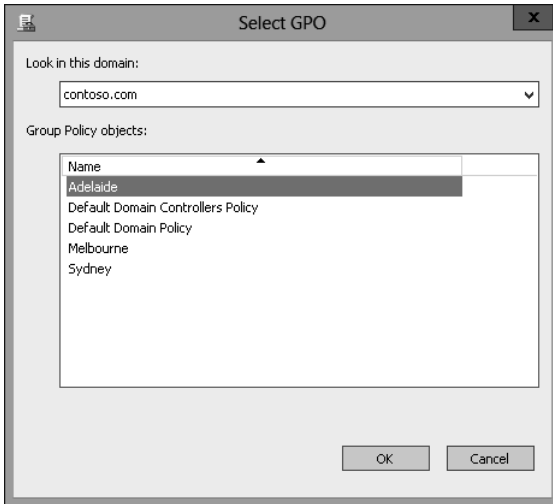 Select GPO
x
Look in this domain:
contoso.com
Group Policy objects:
Name
Adelaide
Default Domain Controllers Policy
Default Domain Policy
Melbourne
Sydney
OK
Cancel